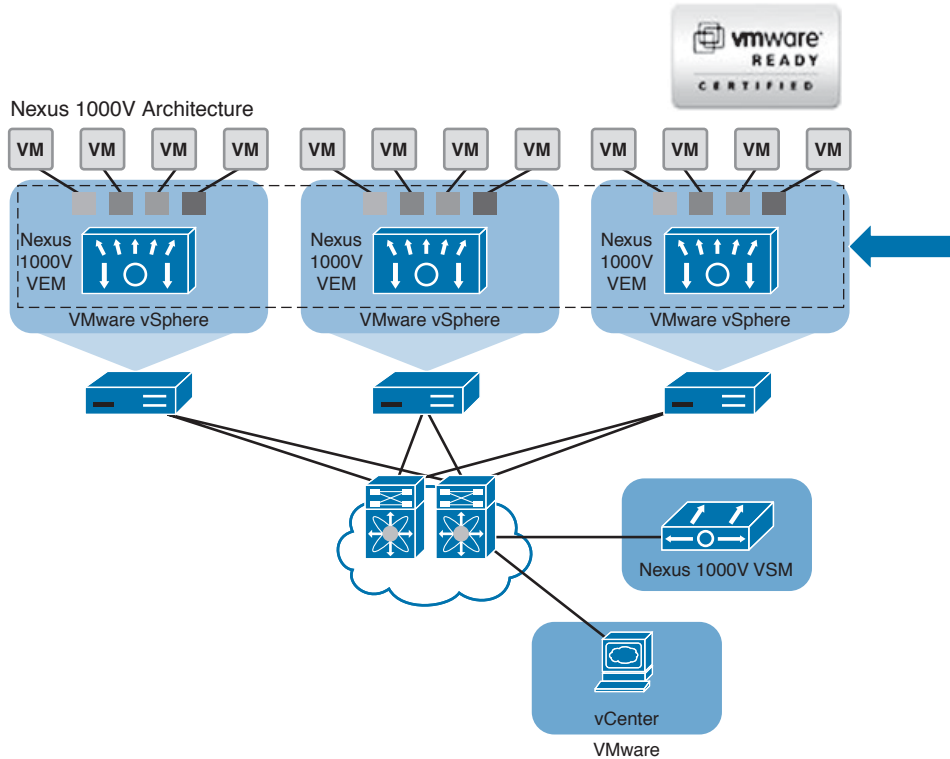 vmware
READY
CERTIFIED
Nexus 1000V Architecture
VM VM VM VM VM VM VM VM VM VM VM VM
Nexus
1000V
VEM
Nexus
1000V
VEM
Nexus
1000V
VEM
VMware vSphere
VMware vSphere
VMware vSphere
Nexus 1000V VSM
vCenter
VMware